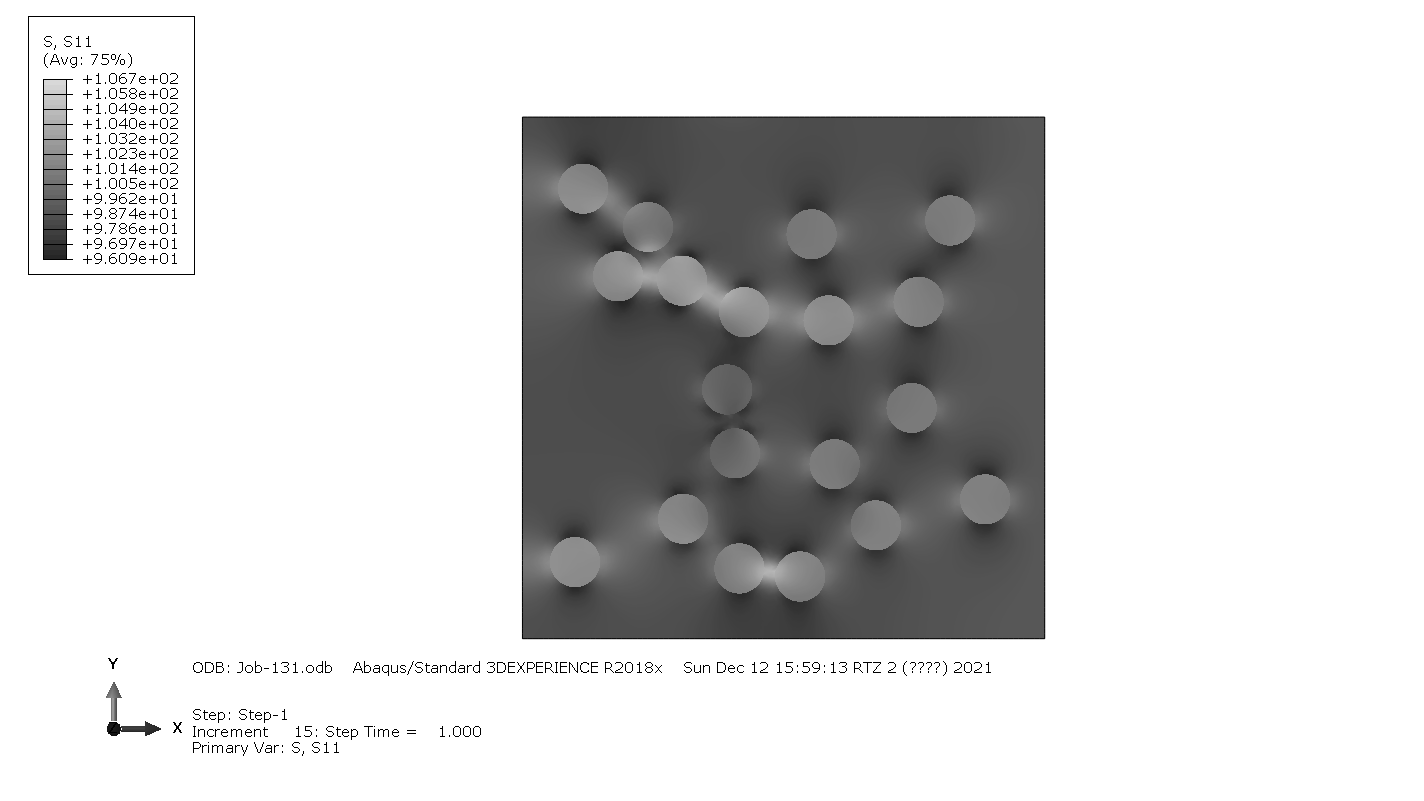 S, S11
(Avg: 75%)
+1.067e+02
+1.058e+02
+1.049e+02
+1.040e+02
+1.032e+02
+1.023e+02
+1.014e+02
+1.005e+02
+9.962e+01
+9.874e+01
+9.786e+01
+9.697e+01
+9.609e+01
Y
X
ODB: Job-131.odb    Abaqus/Standard 3DEXPERIENCE R2018x    Sun Dec 12 15:59:13 RTZ 2 (????) 2021
Step: Step-1
Increment     15: Step Time =    1.000
Primary Var: S, S11